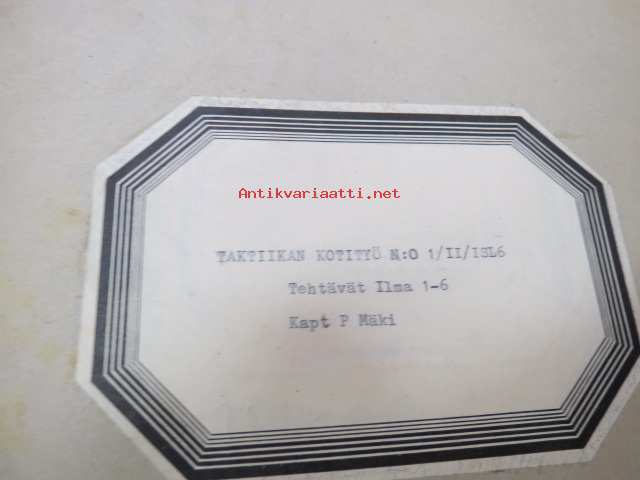 Antikvariaatti.net
TAKTIIKAN KOTITYÖ N:O 1/II/ISL6
Tehtävät Ilma 1-6
Kapt P Mäki